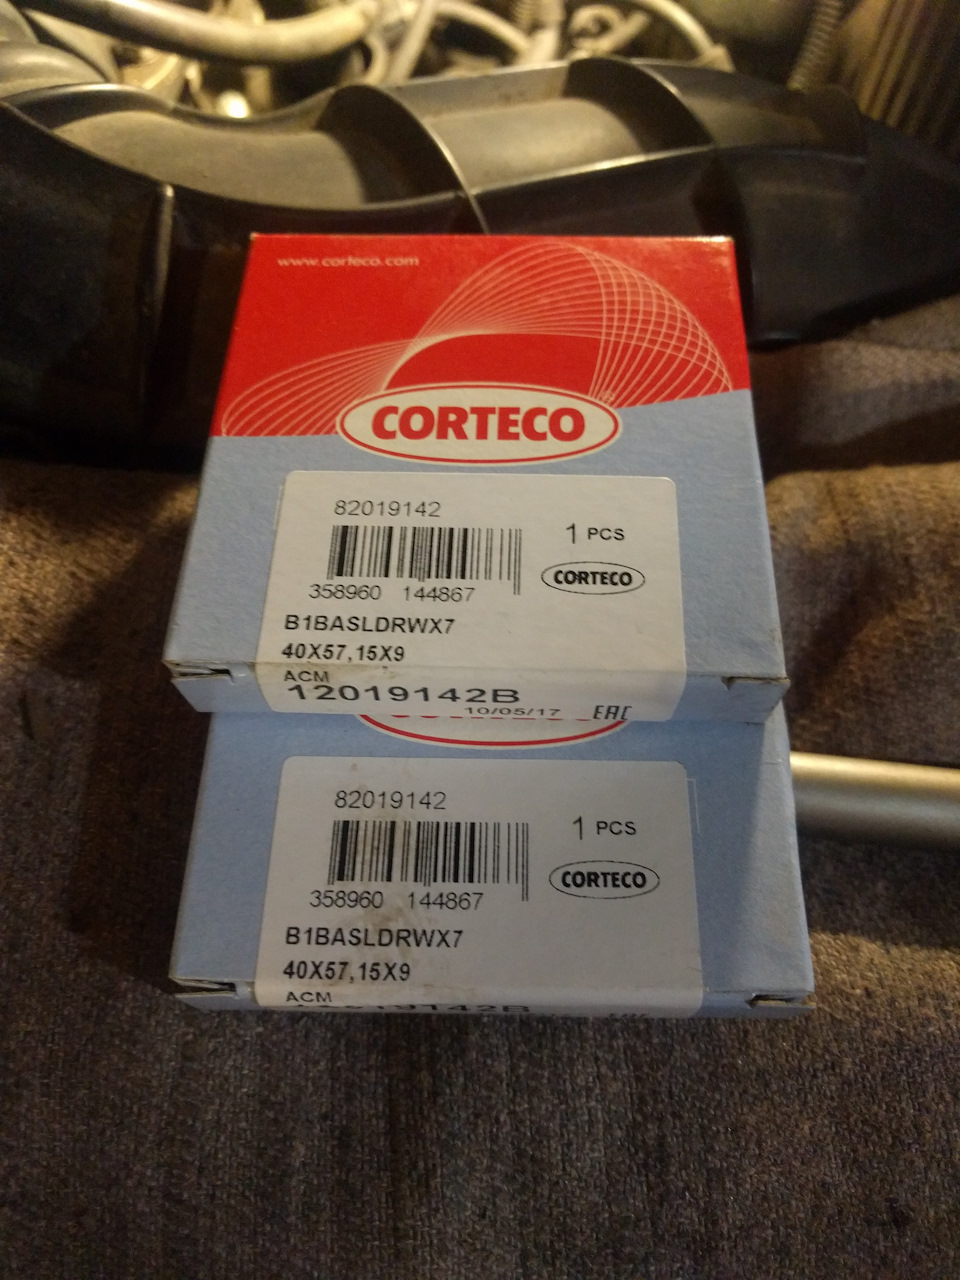 www.corteco.com
CORTECO
82019142
1 PCS
358960 144867
CORTECO
B1BASLDRWX7
40X57,15X9
ACM
12019142B
10/05/17 EAC
82019142
1 PCS
358960 144867
CORTECO
B1BASLDRWX7
40X57,15X9
ACM